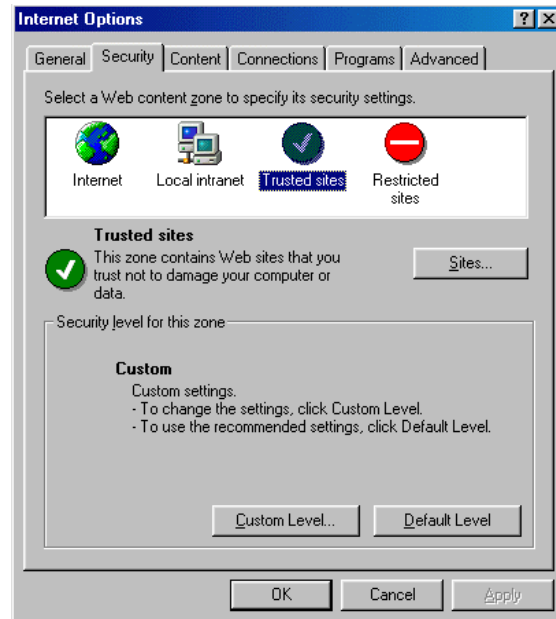 Internet Options
General Security Content Connections Programs Advanced
Select a Web content zone to specify its security settings.
Internet Local intranet Trusted sites Restricted
sites
Trusted sites
This zone contains Web sites that you
trust not to damage your computer or
data.
Sites...
Security level for this zone
Custom
Custom settings.
- To change the settings, click Custom Level.
- To use the recommended settings, click Default Level.
Custom Level... Default Level
OK Cancel Apply